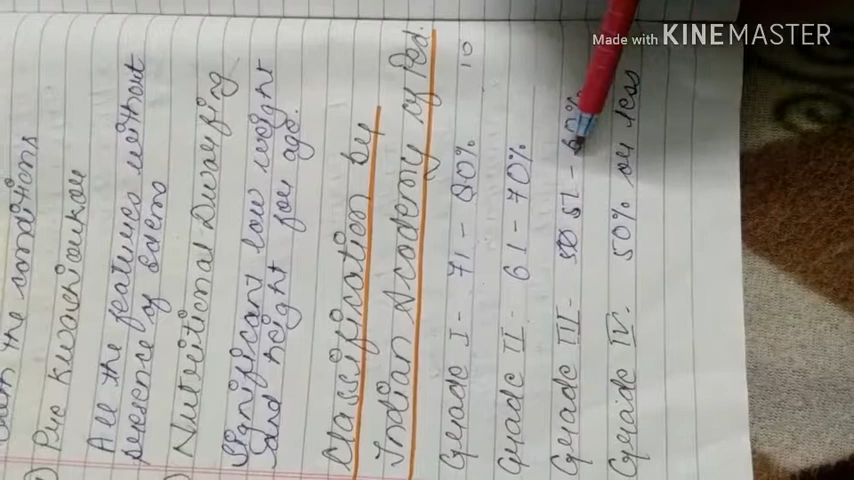 the conditions
Pre Kwashiorkor
All the features without
presence of edema
Nutritional Dwarfing
Significant low weight
and height for age.
Classification by
Indian Academy of Ped.
Grade I - 71 - 80% 10
Grade II - 61 - 70%
Grade III - 51 - 60%
Grade IV - 50% or less
Made with KINEMASTER